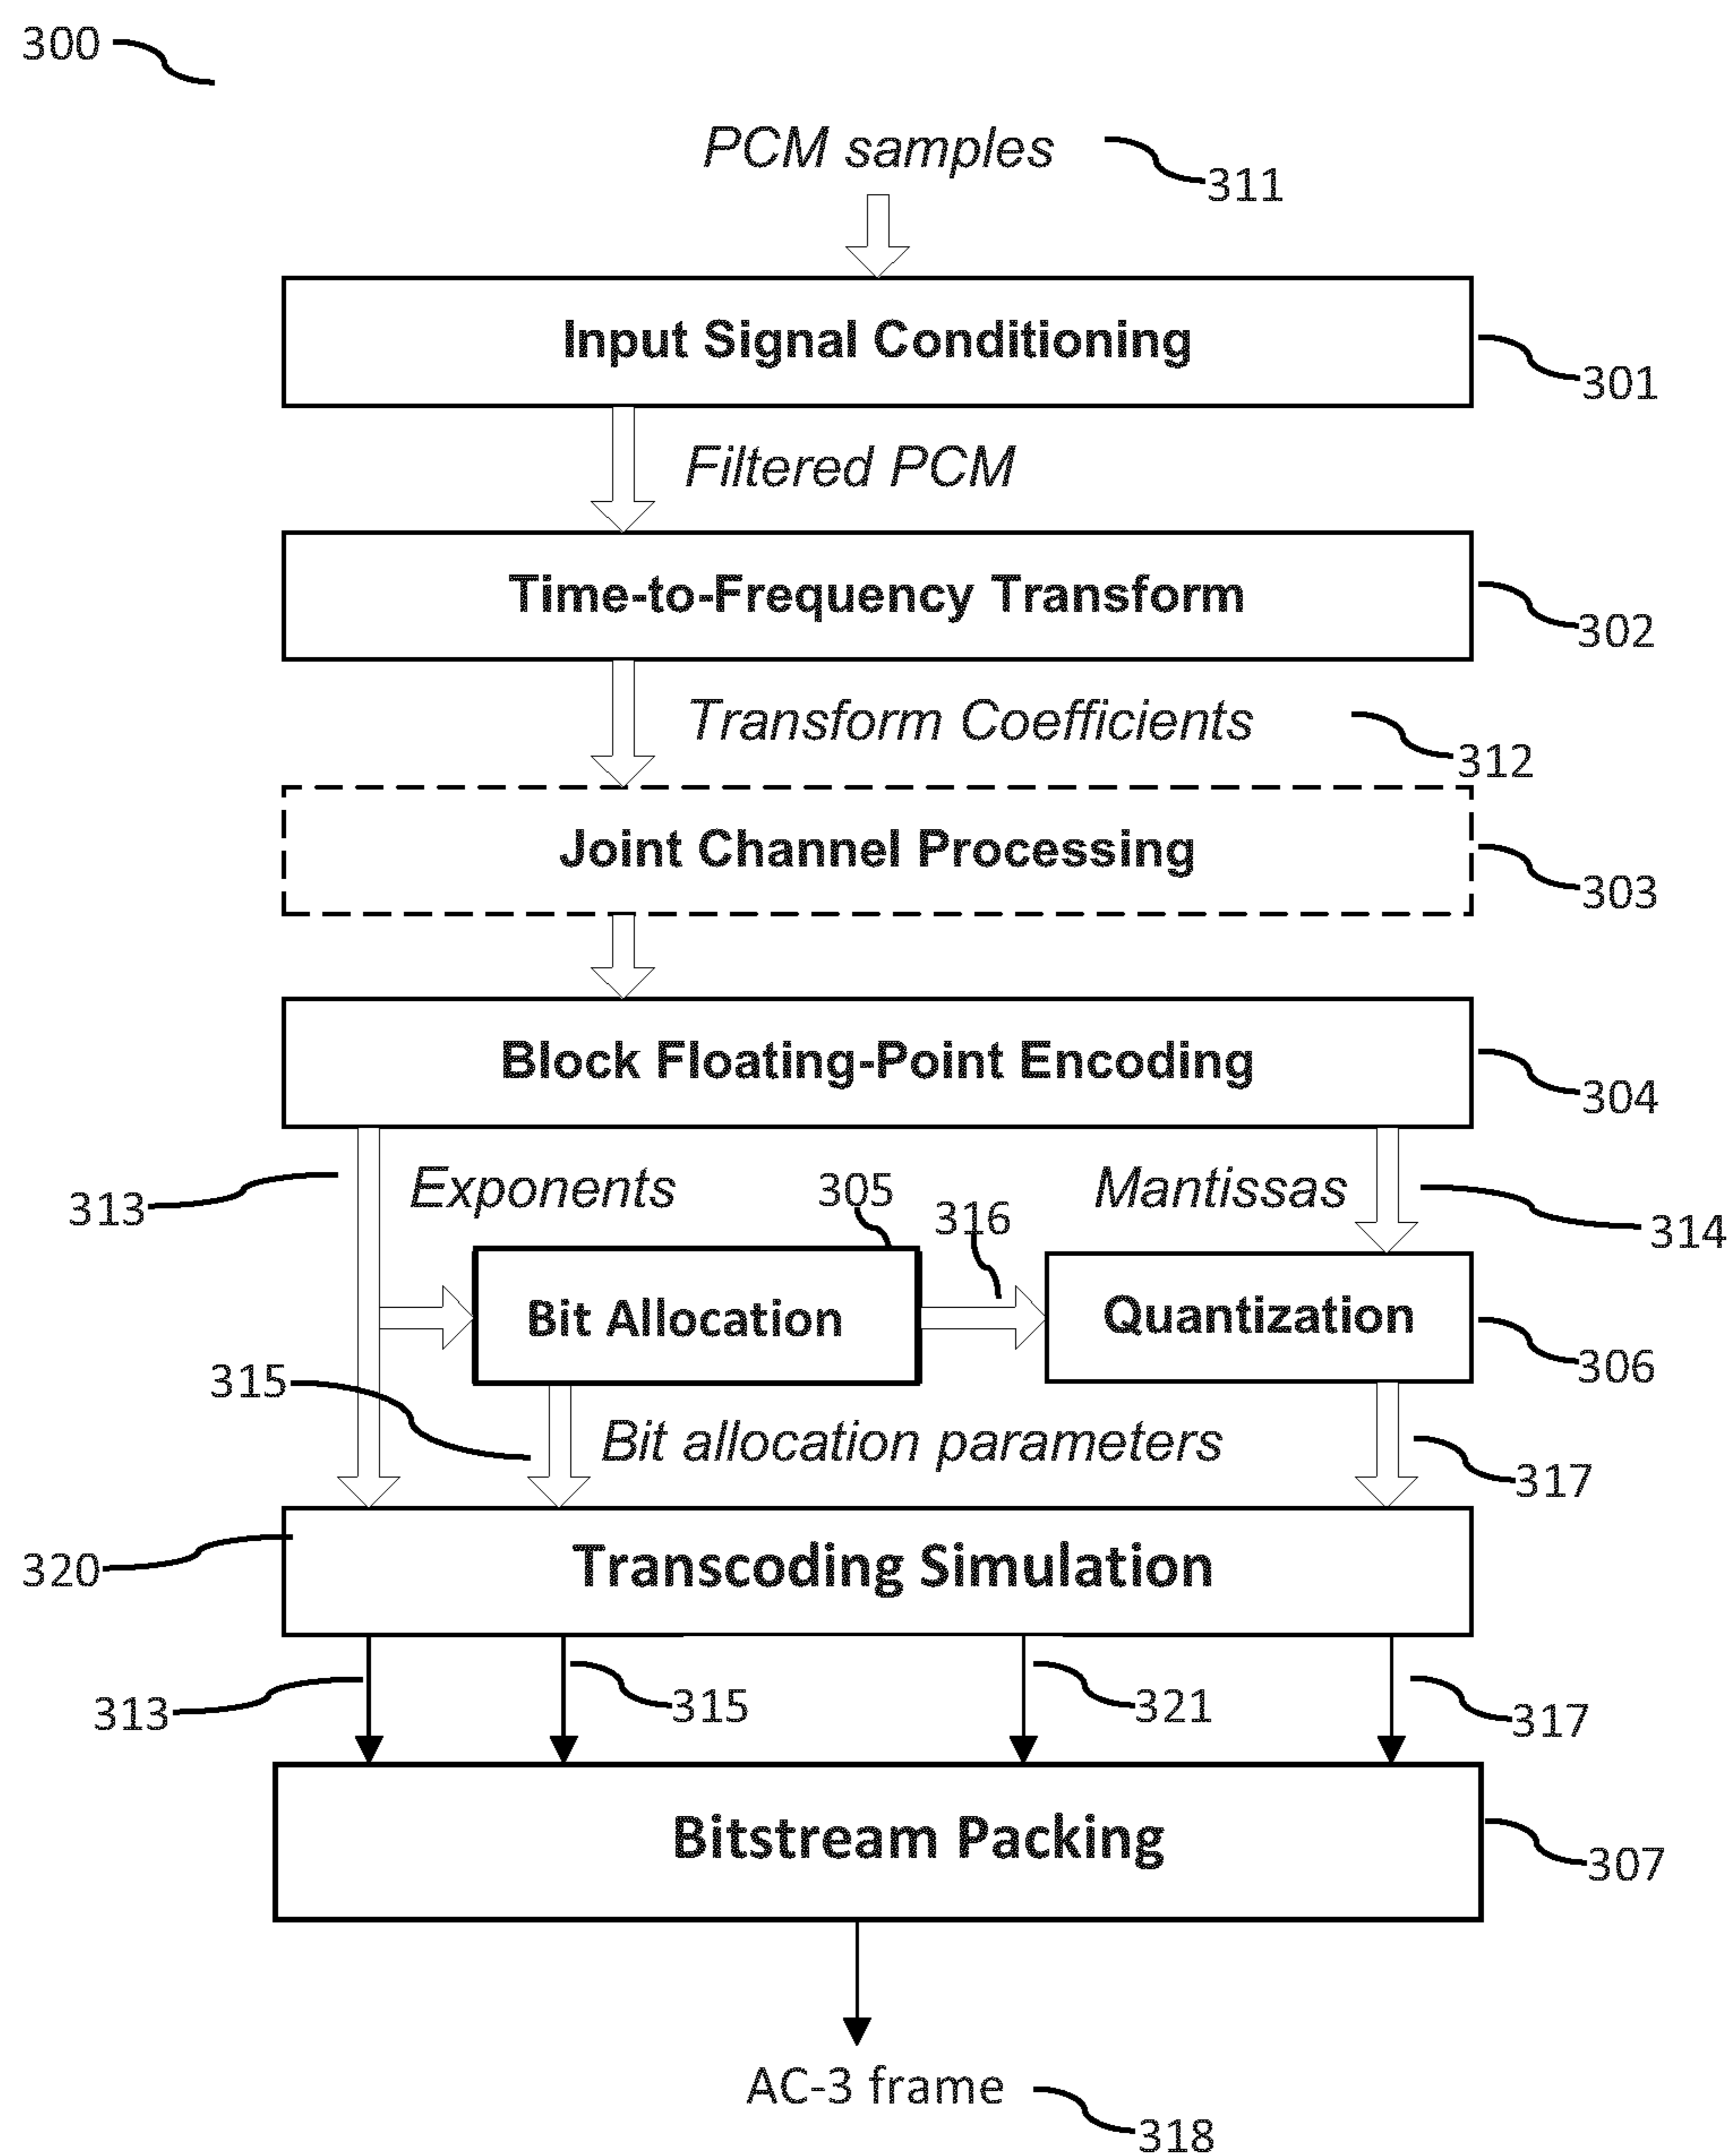 300
PCM samples
311
Input Signal Conditioning
301
Filtered PCM
Time-to-Frequency Transform
302
Transform Coefficients
312
Joint Channel Processing
303
Block Floating-Point Encoding
304
313
Exponents
305
316
Mantissas
314
Bit Allocation
Quantization
306
315
Bit allocation parameters
317
320
Transcoding Simulation
313
315
321
317
Bitstream Packing
307
AC-3 frame
318